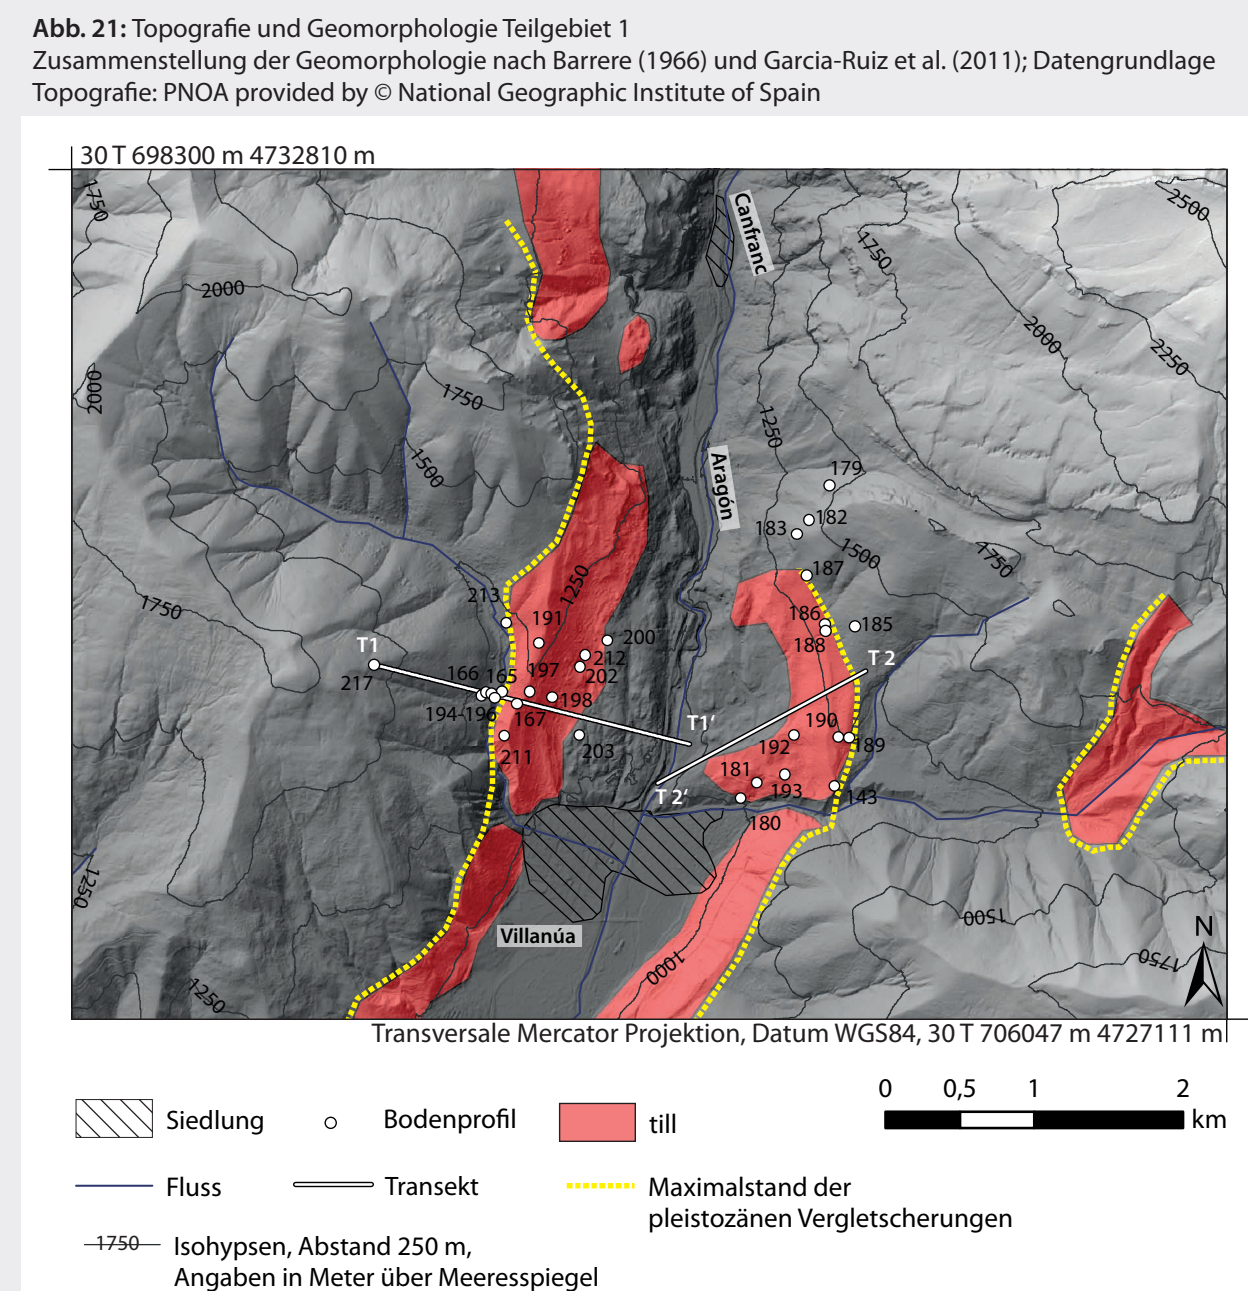 Abb. 21: Topografie und Geomorphologie Teilgebiet 1
Zusammenstellung der Geomorphologie nach Barrere (1966) und Garcia-Ruiz et al. (2011); Datengrundlage
Topografie: PNOA provided by © National Geographic Institute of Spain
30 T 698300 m 4732810 m
1750
Canfranc
2500
1750
2000
2000
2250
2000
1750
1250
1500
Aragón
179
182
183
1500
1750
187
1250
1750
213
191
186
185
200
188
T1
212
T 2
166 165 197
202
217
198
194-196
167
T1'
190
192
189
211
203
181
T 2'
193
143
180
1250
1500
Villanúa
N
1000
1750
1250
Transversale Mercator Projektion, Datum WGS84, 30 T 706047 m 4727111 m
0 0,5 1 2
km
Siedlung
Bodenprofil
till
Fluss
Transekt
Maximalstand der
pleistozänen Vergletscherungen
1750
Isohypsen, Abstand 250 m,
Angaben in Meter über Meeresspiegel